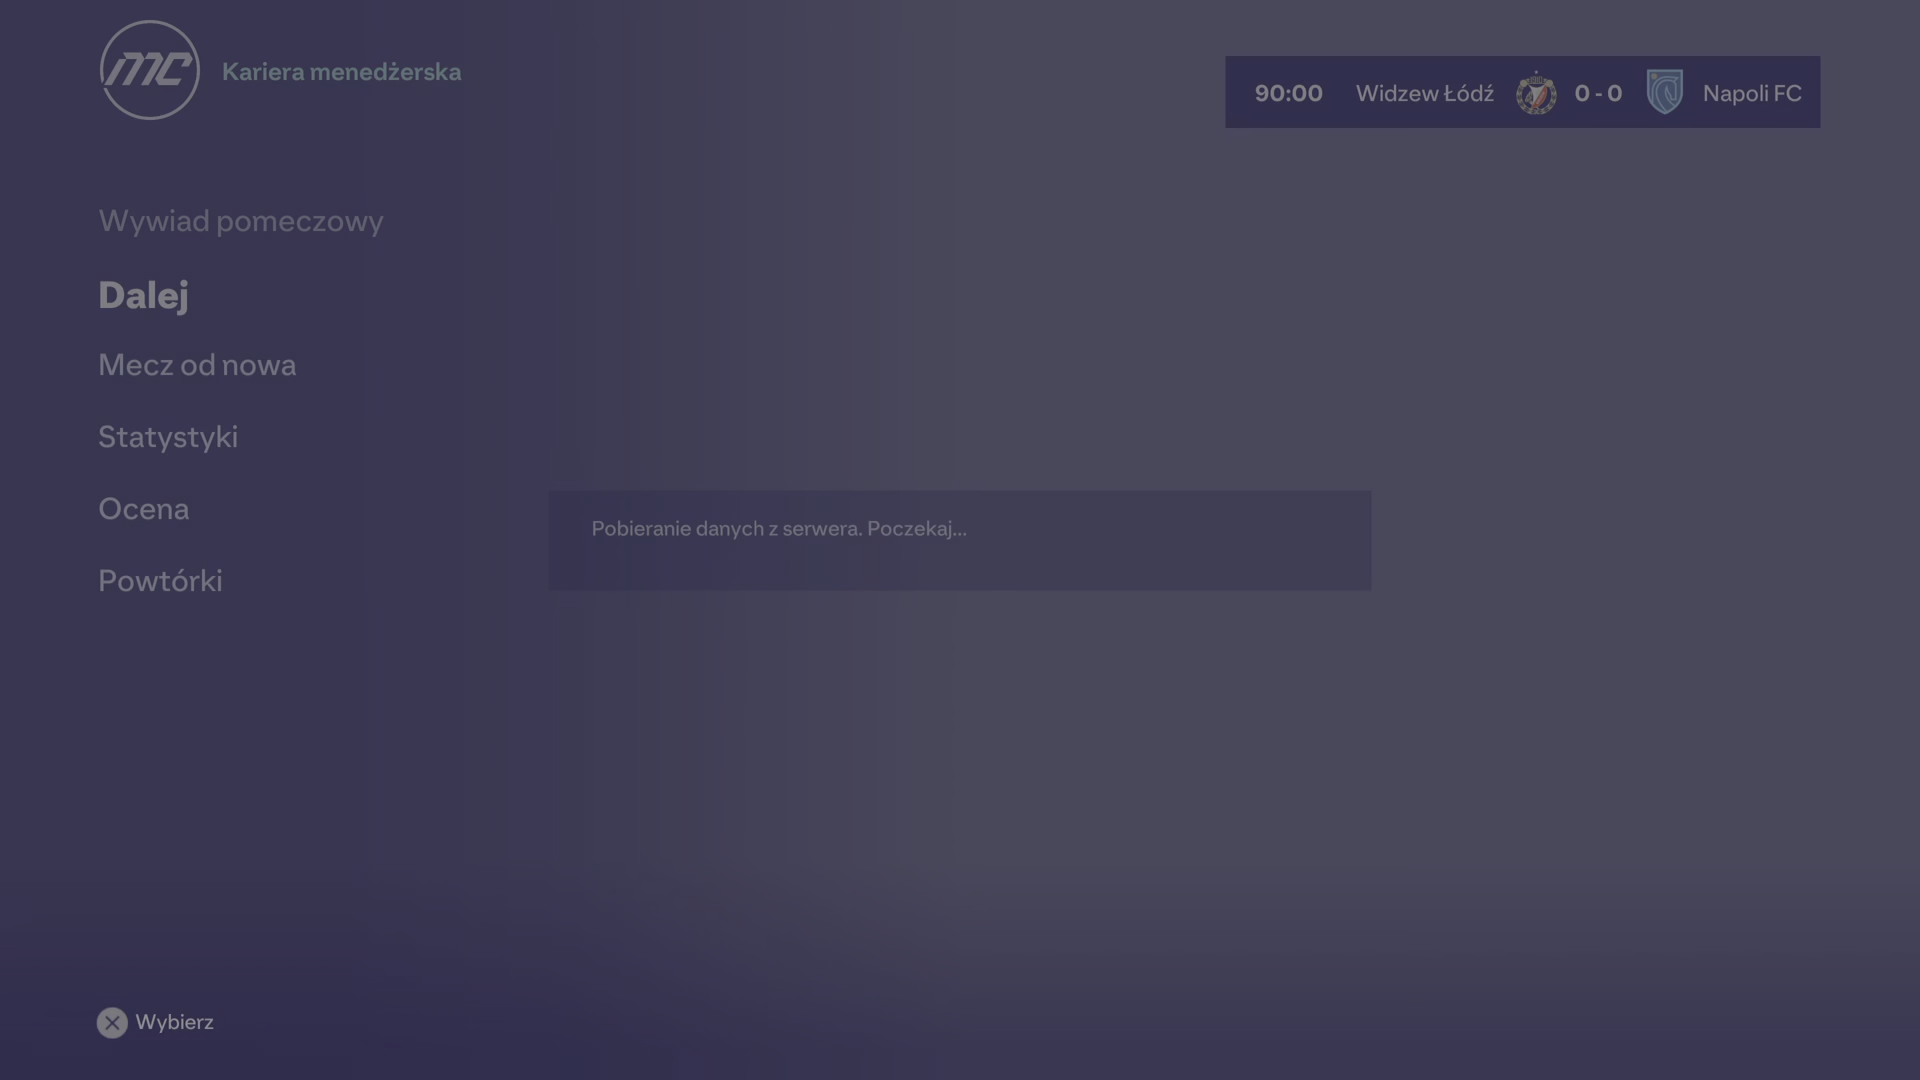 MC
Kariera menedżerska
90:00 Widzew Łódź 0 - 0 Napoli FC
Wywiad pomeczowy
Dalej
Mecz od nowa
Statystyki
Ocena
Powtórki
Pobieranie danych z serwera. Poczekaj...
Wybierz